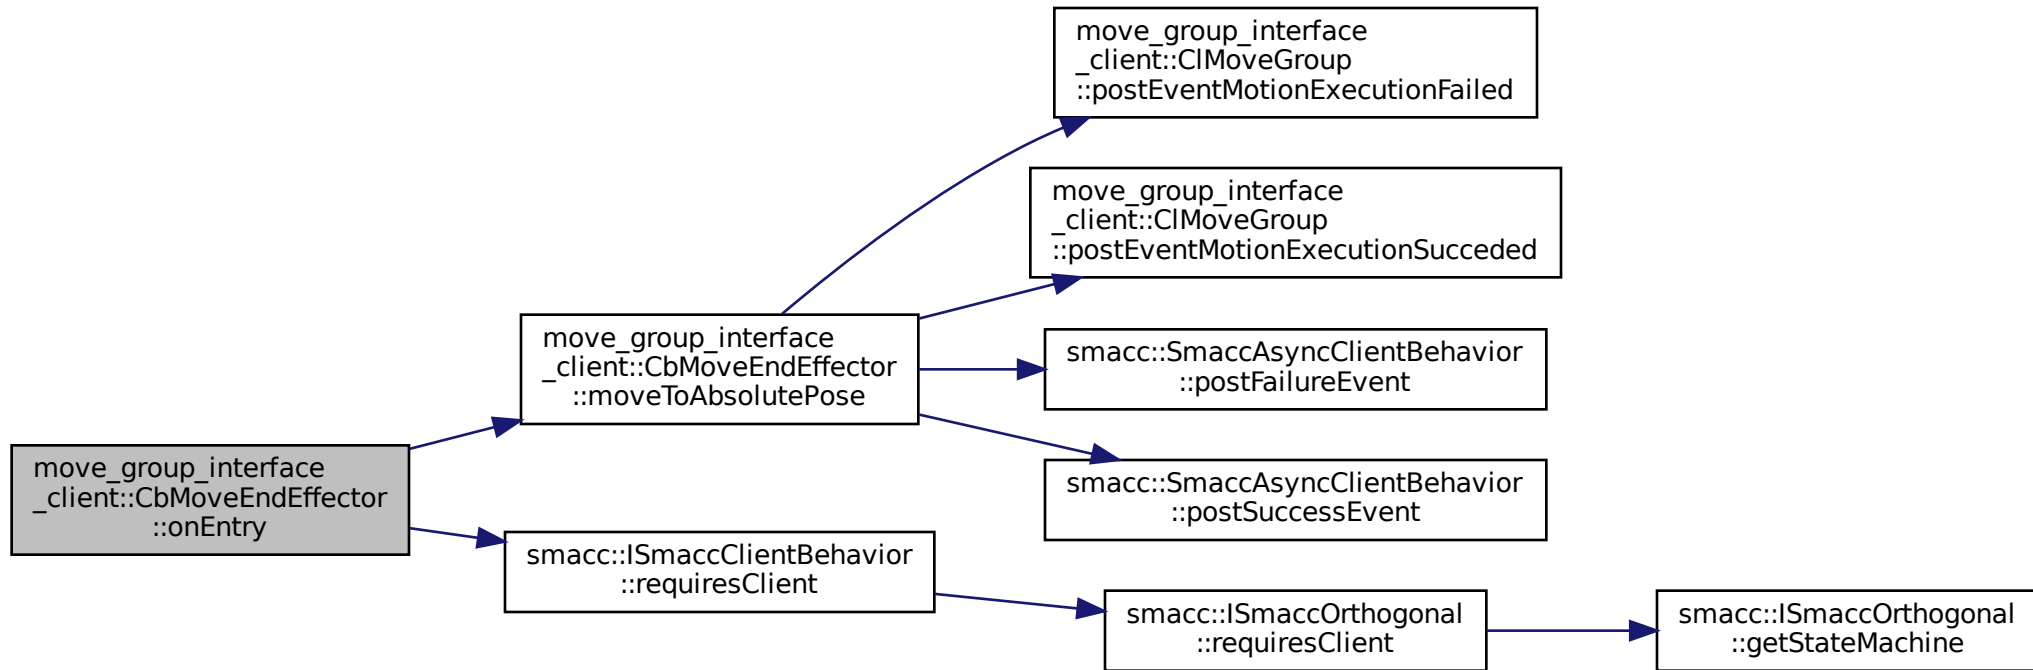 move_group_interface
_client::ClMoveGroup
::postEventMotionExecutionFailed
move_group_interface
_client::ClMoveGroup
::postEventMotionExecutionSucceded
move_group_interface
_client::CbMoveEndEffector
::moveToAbsolutePose
smacc::SmaccAsyncClientBehavior
::postFailureEvent
smacc::SmaccAsyncClientBehavior
::postSuccessEvent
move_group_interface
_client::CbMoveEndEffector
::onEntry
smacc::ISmaccClientBehavior
::requiresClient
smacc::ISmaccOrthogonal
::requiresClient
smacc::ISmaccOrthogonal
::getStateMachine